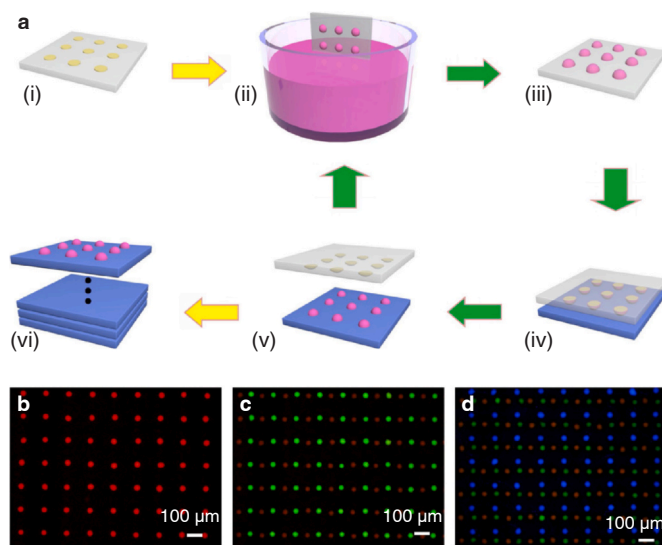 a
(i)
(ii)
(iii)
(vi)
(v)
(iv)
b
c
d
100 µm
100 µm
100 µm